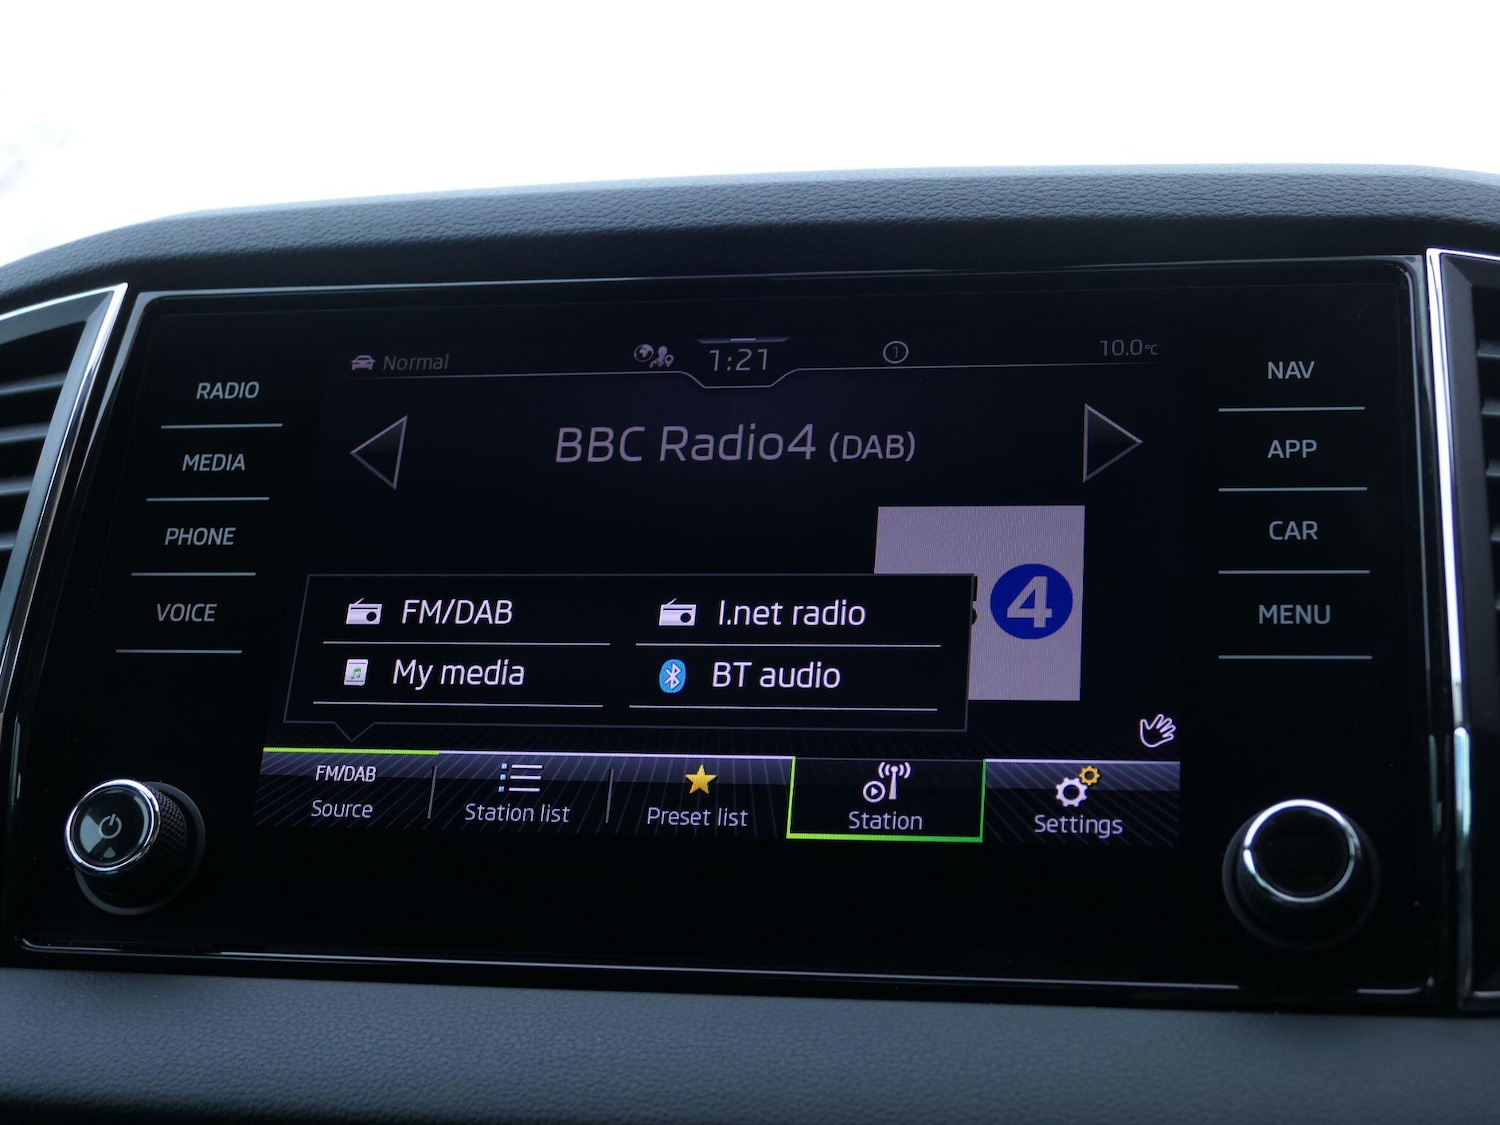 Normal
1:21
1
10.0°C
RADIO
MEDIA
PHONE
VOICE
BBC Radio4 (DAB)
4
FM/DAB
I.net radio
My media
BT audio
FM/DAB
Source
Station list
Preset list
Station
Settings
NAV
APP
CAR
MENU